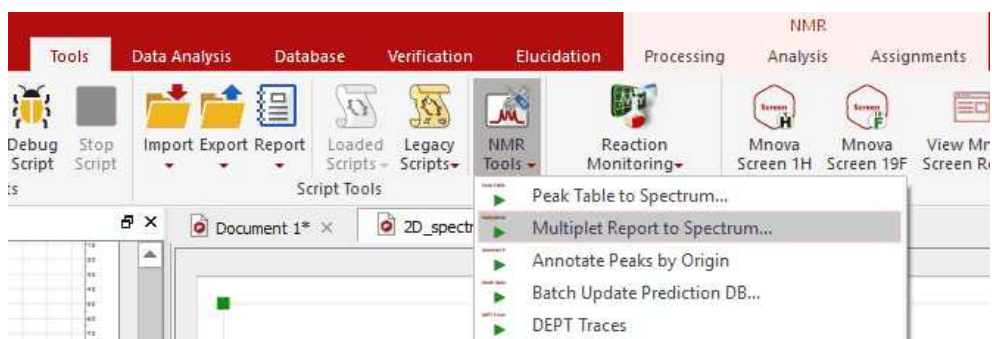 NMR
Tools Data Analysis Database Verification Elucidation Processing Analysis Assignments
Debug Stop Import Export Report Loaded Legacy NMR Reaction Mnova Mnova View
Script Script Scripts Scripts Tools Monitoring Screen 1H Screen 19F Screen
Script Tools
Document 1* 2D_spectr
Peak Table to Spectrum...
Multiplet Report to Spectrum...
Annotate Peaks by Origin
Batch Update Prediction DB...
DEPT Traces